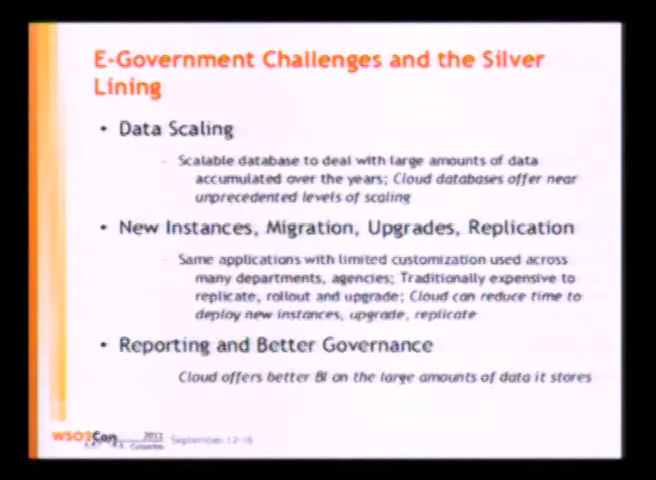 E-Government Challenges and the Silver
Lining
• Data Scaling
- Scalable database to deal with large amounts of data
accumulated over the years; Cloud databases offer near
unprecedented levels of scaling
• New Instances, Migration, Upgrades, Replication
- Same applications with limited customization used across
many departments, agencies; Traditionally expensive to
replicate, rollout and upgrade; Cloud can reduce time to
deploy new instances, upgrade, replicate
• Reporting and Better Governance
Cloud offers better BI on the large amounts of data it stores
WSO2Con 2011 September 12-16